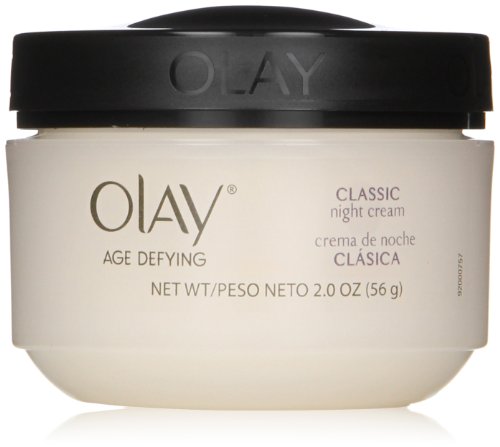 OLAY
OLAY®
AGE DEFYING
CLASSIC
night cream
crema de noche
CLÁSICA
NET WT/PESO NETO 2.0 OZ (56 g)
92000757